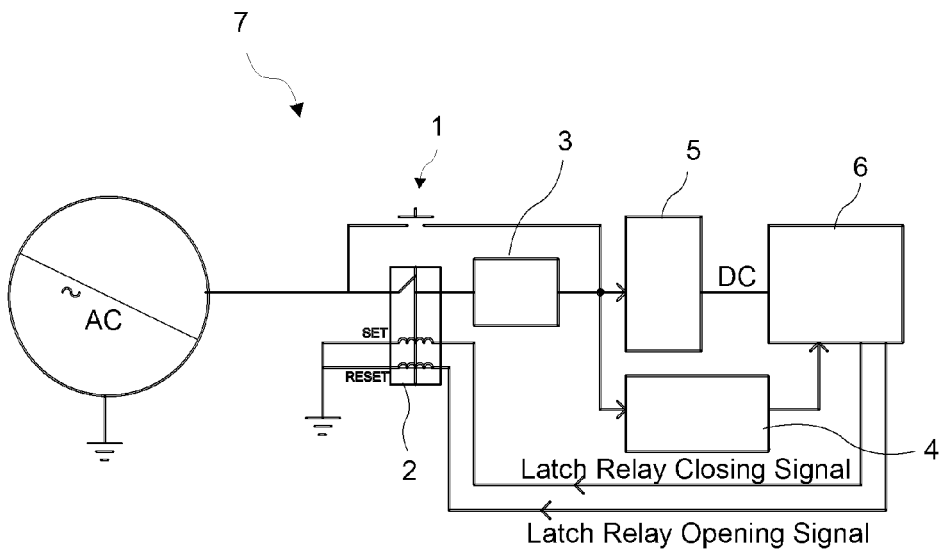 7
1
3
5
6
~
AC
DC
SET
RESET
2
4
Latch Relay Closing Signal
Latch Relay Opening Signal